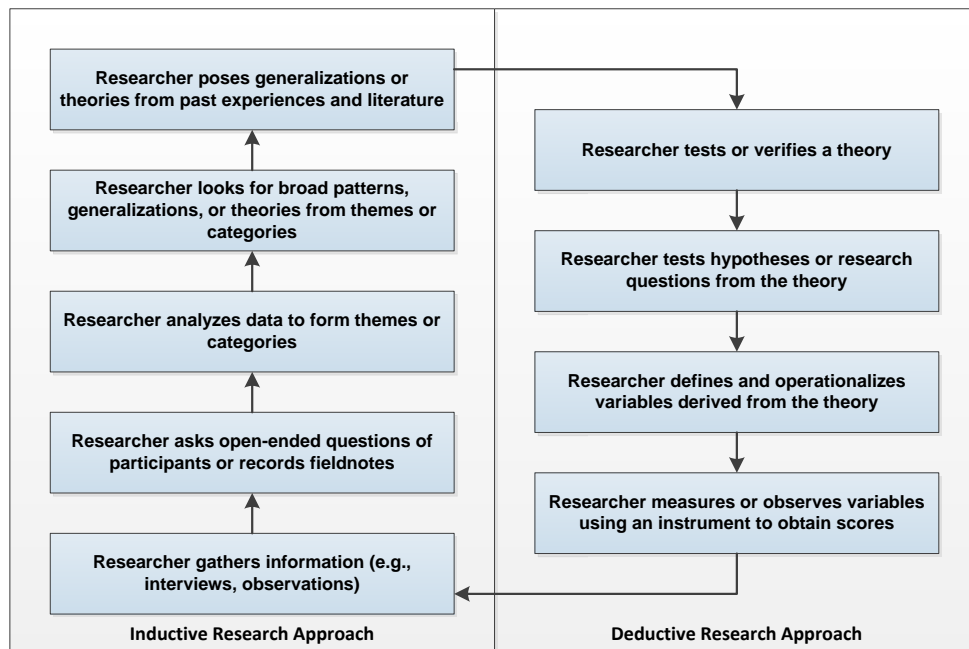 Researcher poses generalizations or
theories from past experiences and literature
Researcher looks for broad patterns,
generalizations, or theories from themes or
categories
Researcher analyzes data to form themes or
categories
Researcher asks open-ended questions of
participants or records fieldnotes
Researcher gathers information (e.g.,
interviews, observations)
Inductive Research Approach
Researcher tests or verifies a theory
Researcher tests hypotheses or research
questions from the theory
Researcher defines and operationalizes
variables derived from the theory
Researcher measures or observes variables
using an instrument to obtain scores
Deductive Research Approach